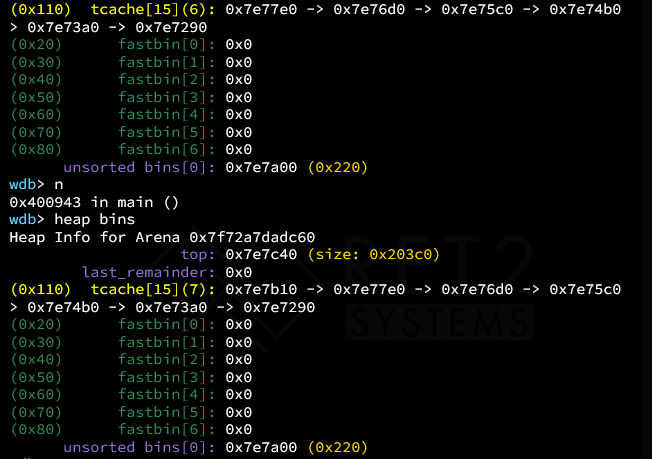 (0x110)  tcache[15](6): 0x7e77e0 -> 0x7e76d0 -> 0x7e75c0 -> 0x7e74b0
> 0x7e73a0 -> 0x7e7290
(0x20)      fastbin[0]: 0x0
(0x30)      fastbin[1]: 0x0
(0x40)      fastbin[2]: 0x0
(0x50)      fastbin[3]: 0x0
(0x60)      fastbin[4]: 0x0
(0x70)      fastbin[5]: 0x0
(0x80)      fastbin[6]: 0x0
unsorted bins[0]: 0x7e7a00 (0x220)
wdb> n
0x400943 in main ()
wdb> heap bins
Heap Info for Arena 0x7f72a7dadc60
top: 0x7e7c40 (size: 0x203c0)
last_remainder: 0x0
(0x110)  tcache[15](7): 0x7e7b10 -> 0x7e77e0 -> 0x7e76d0 -> 0x7e75c0
> 0x7e74b0 -> 0x7e73a0 -> 0x7e7290
(0x20)      fastbin[0]: 0x0
(0x30)      fastbin[1]: 0x0
(0x40)      fastbin[2]: 0x0
(0x50)      fastbin[3]: 0x0
(0x60)      fastbin[4]: 0x0
(0x70)      fastbin[5]: 0x0
(0x80)      fastbin[6]: 0x0
unsorted bins[0]: 0x7e7a00 (0x220)
RET2
SYSTEMS